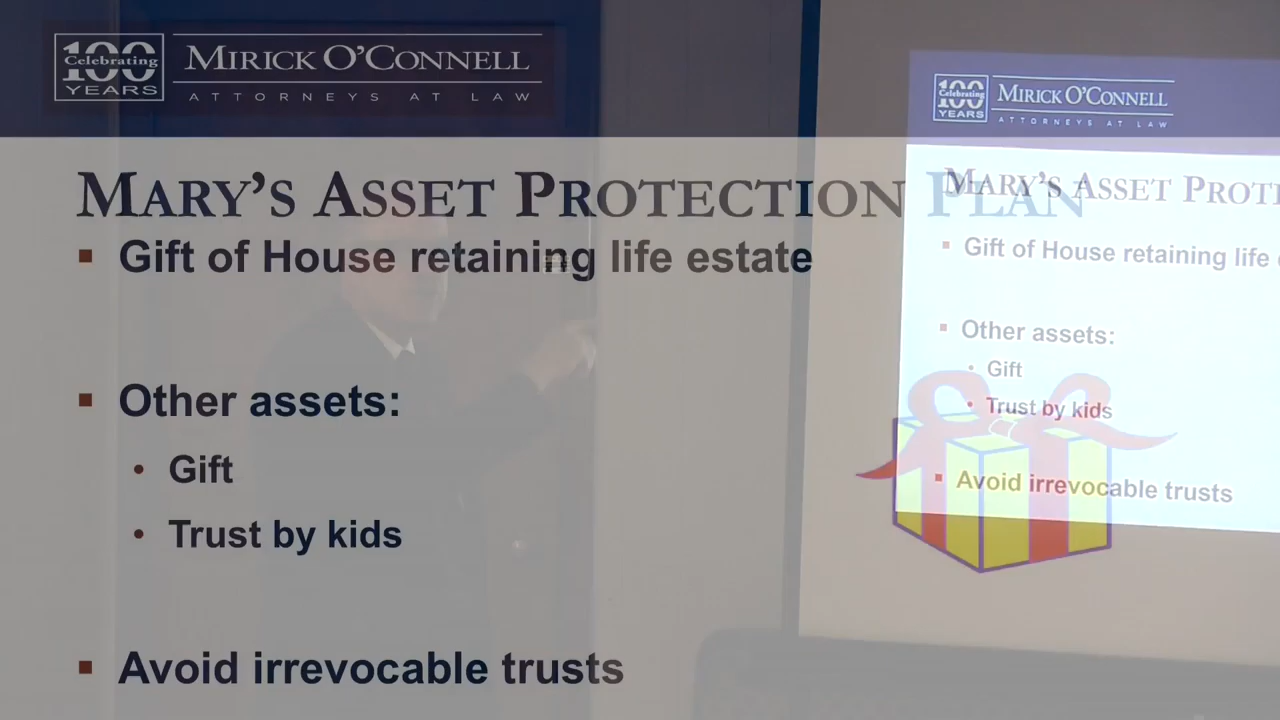 Celebrating
100
YEARS
MIRICK O'CONNELL
ATTORNEYS AT LAW
MARY'S ASSET PROTECTION PLAN
Gift of House retaining life estate
Other assets:
Gift
Trust by kids
Avoid irrevocable trusts
Celebrating
100
YEARS
MIRICK O'CONNELL
ATTORNEYS AT LAW
MARY'S ASSET PROTE
Gift of House retaining life
Other assets:
Gift
Trust by kids
Avoid irrevocable trusts